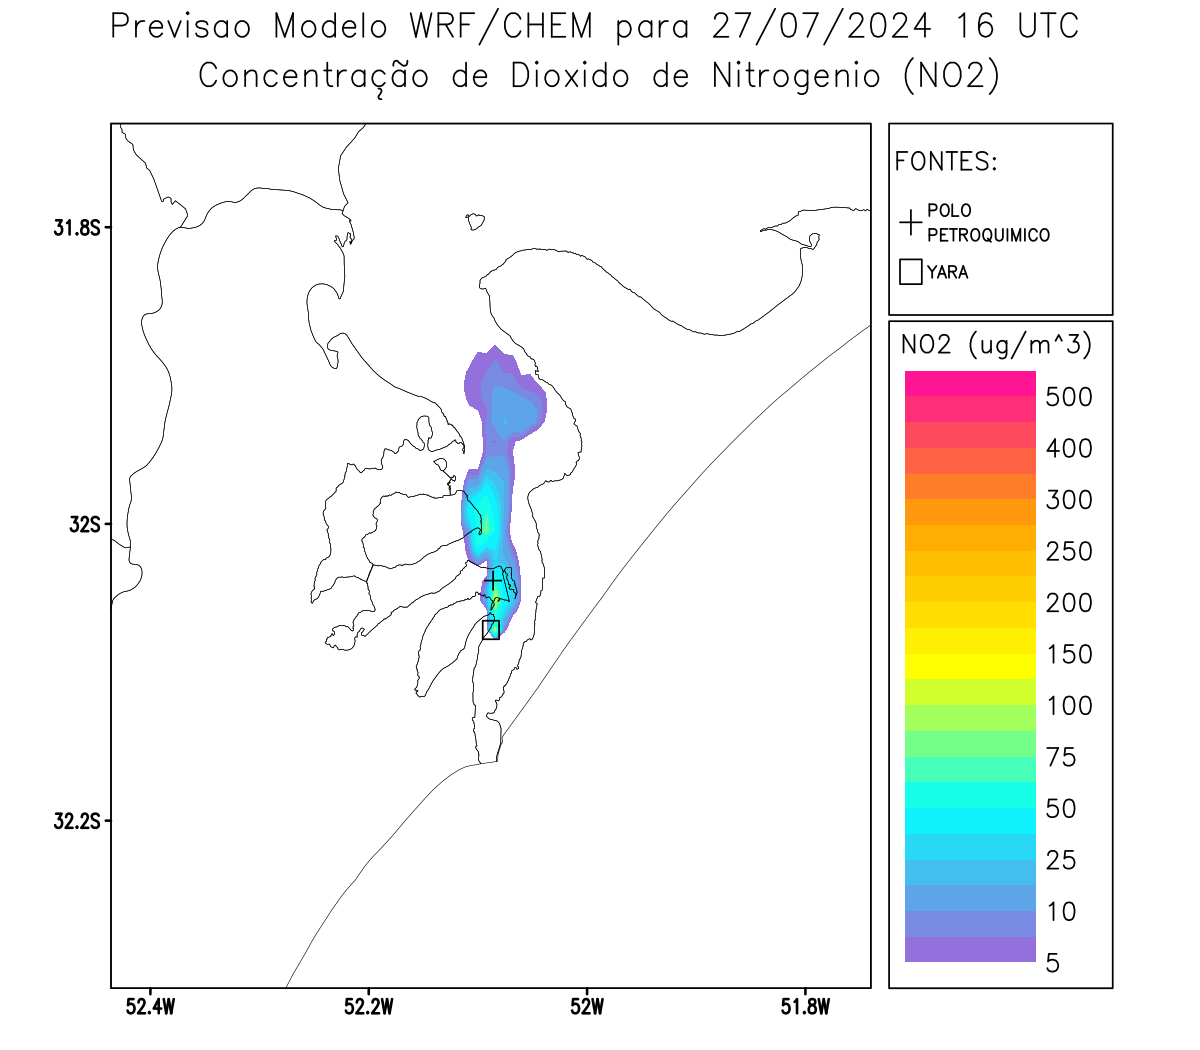 Previsao Modelo WRF/CHEM para 27/07/2024 16 UTC
Concentração de Dioxido de Nitrogenio (NO2)
FONTES:
POLO
PETROQUIMICO
YARA
NO2 (ug/m^3)
500
400
300
250
200
150
100
75
50
25
10
5
31.8S
32S
32.2S
52.4W
52.2W
52W
51.8W